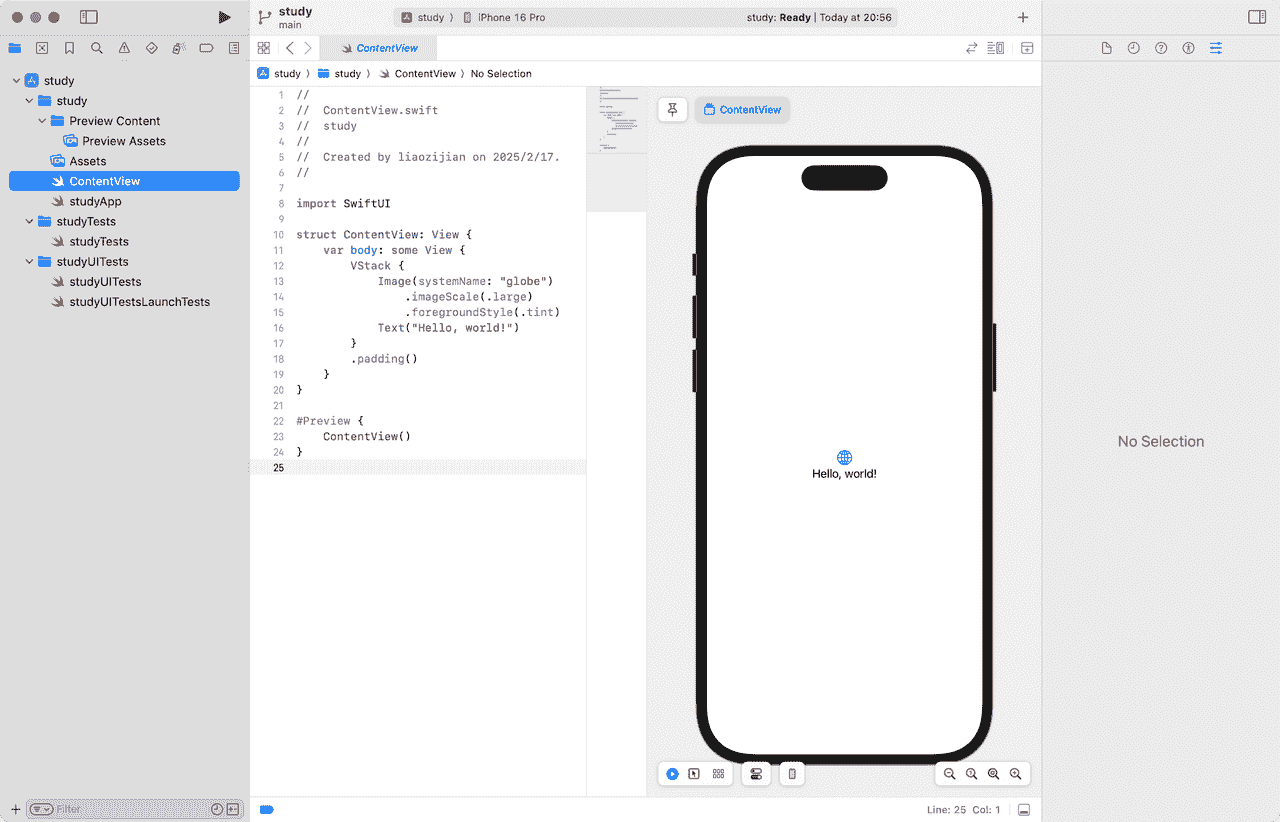 study
main
study 〉 iPhone 16 Pro
study: Ready | Today at 20:56
ContentView
study 〉 study 〉 ContentView 〉 No Selection
study
study
Preview Content
Preview Assets
Assets
ContentView
studyApp
studyTests
studyTests
studyUITests
studyUITests
studyUITestsLaunchTests
Filter
1 //
2 //  ContentView.swift
3 //  study
4 //
5 //  Created by liaozijian on 2025/2/17.
6 //
7
8 import SwiftUI
9
10 struct ContentView: View {
11     var body: some View {
12         VStack {
13             Image(systemName: "globe")
14                 .imageScale(.large)
15                 .foregroundStyle(.tint)
16             Text("Hello, world!")
17         }
18         .padding()
19     }
20 }
21
22 #Preview {
23     ContentView()
24 }
25
ContentView
Hello, world!
No Selection
Line: 25 Col: 1